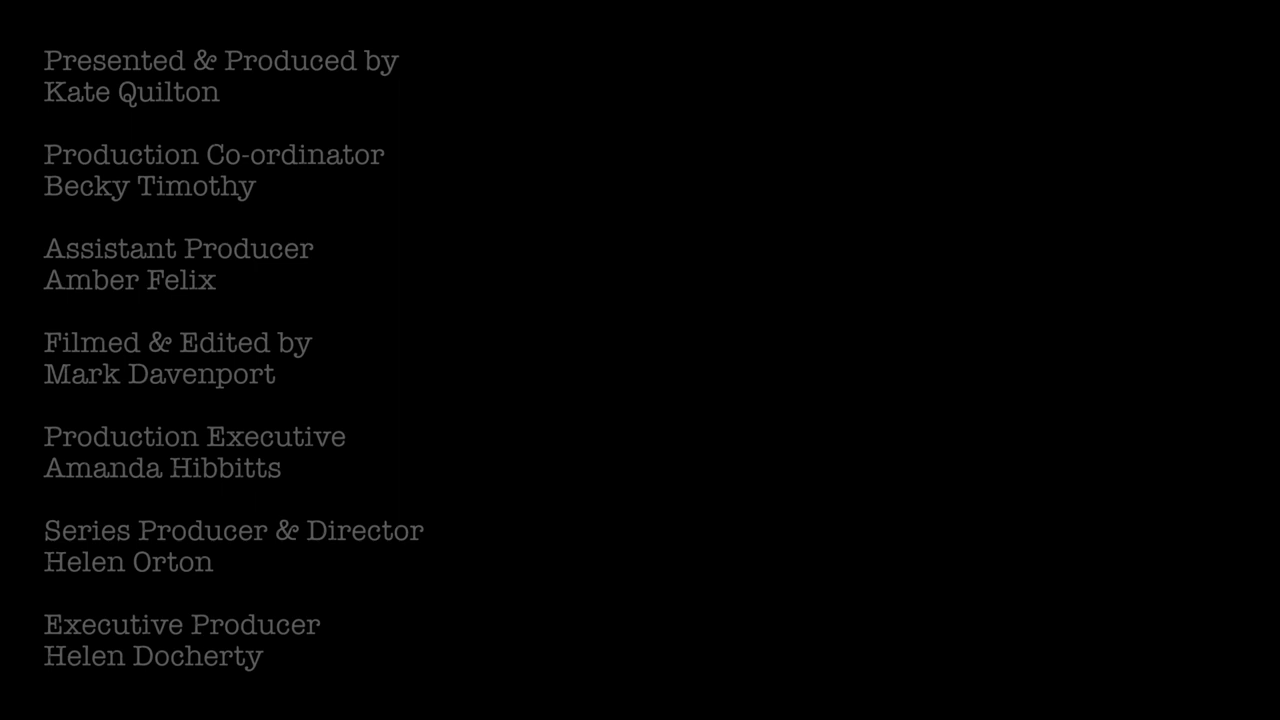 Presented & Produced by
Kate Quilton
Production Co-ordinator
Becky Timothy
Assistant Producer
Amber Felix
Filmed & Edited by
Mark Davenport
Production Executive
Amanda Hibbitts
Series Producer & Director
Helen Orton
Executive Producer
Helen Docherty